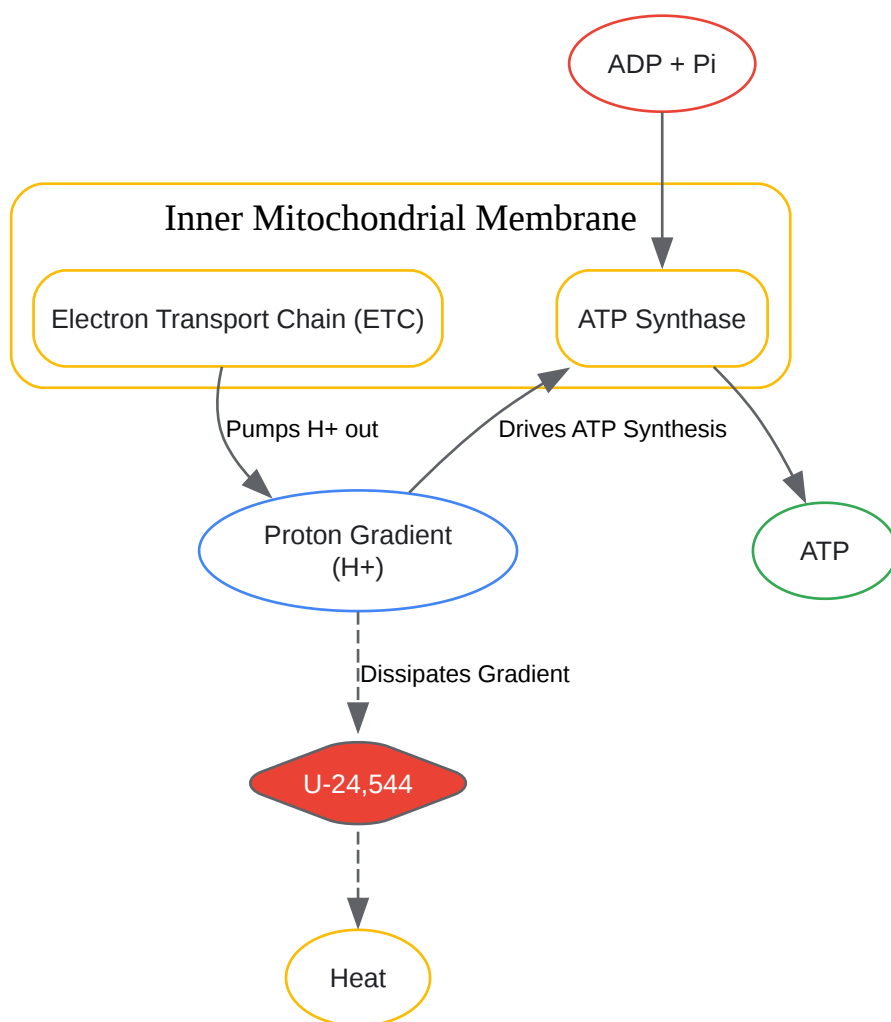 ADP + Pi
Inner Mitochondrial Membrane
Electron Transport Chain (ETC)
ATP Synthase
Pumps H+ out
Drives ATP Synthesis
Proton Gradient
(H+)
ATP
Dissipates Gradient
U-24,544
Heat